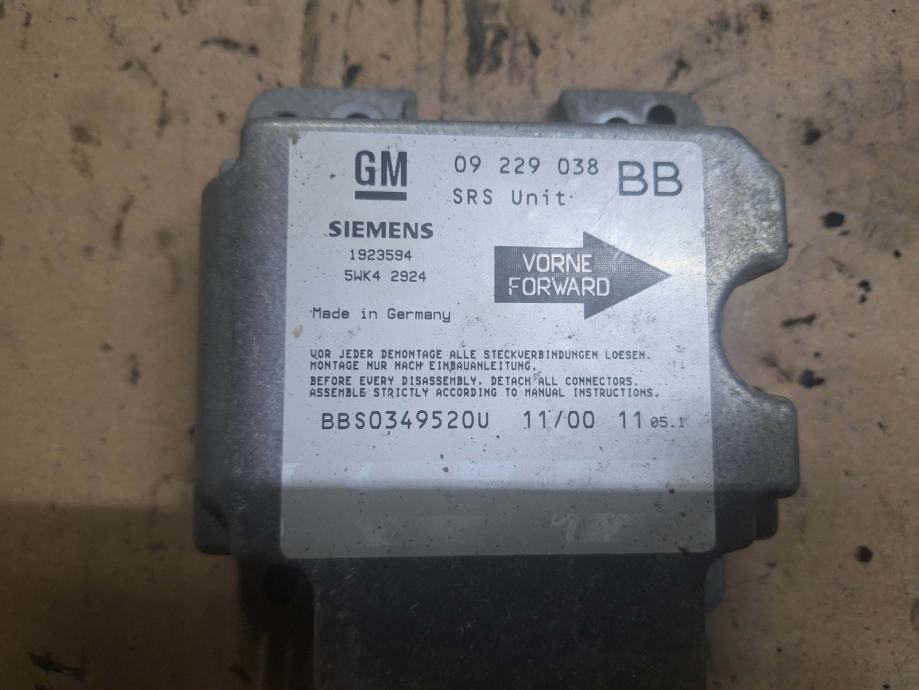 GM 09 229 038 BB
SRS Unit
SIEMENS
1923594
5WK4 2924
VORNE
FORWARD
Made in Germany
VOR JEDER DEMONTAGE ALLE STECKVERBINDUNGEN LOESEN.
MONTAGE NUR NACH EINBAUANLEITUNG.
BEFORE EVERY DISASSEMBLY, DETACH ALL CONNECTORS.
ASSEMBLE STRICTLY ACCORDING TO MANUAL INSTRUCTIONS.
BBS0349520U 11/00 11 05.1